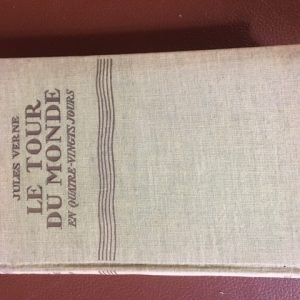 JULES VERNE
LE TOUR
DU MONDE
EN QUATRE-VINGTS JOURS